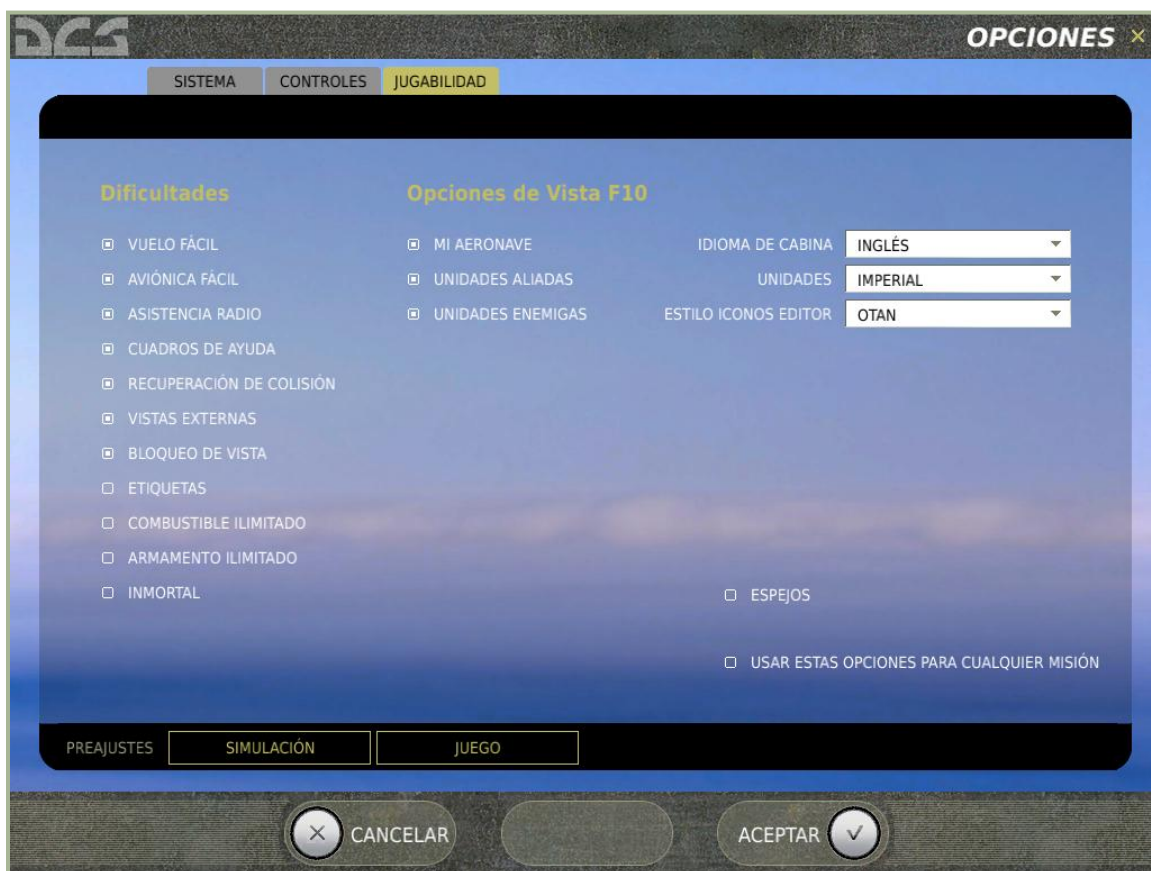 DCS
OPCIONES ×
SISTEMA CONTROLES JUGABILIDAD
Dificultades Opciones de Vista F10
VUELO FÁCIL MI AERONAVE IDIOMA DE CABINA INGLÉS
AVIÓNICA FÁCIL UNIDADES ALIADAS UNIDADES IMPERIAL
ASISTENCIA RADIO UNIDADES ENEMIGAS ESTILO ICONOS EDITOR OTAN
CUADROS DE AYUDA
RECUPERACIÓN DE COLISIÓN
VISTAS EXTERNAS
BLOQUEO DE VISTA
ETIQUETAS
COMBUSTIBLE ILIMITADO
ARMAMENTO ILIMITADO
INMORTAL ESPEJOS
USAR ESTAS OPCIONES PARA CUALQUIER MISIÓN
PREAJUSTES SIMULACIÓN JUEGO
CANCELAR ACEPTAR